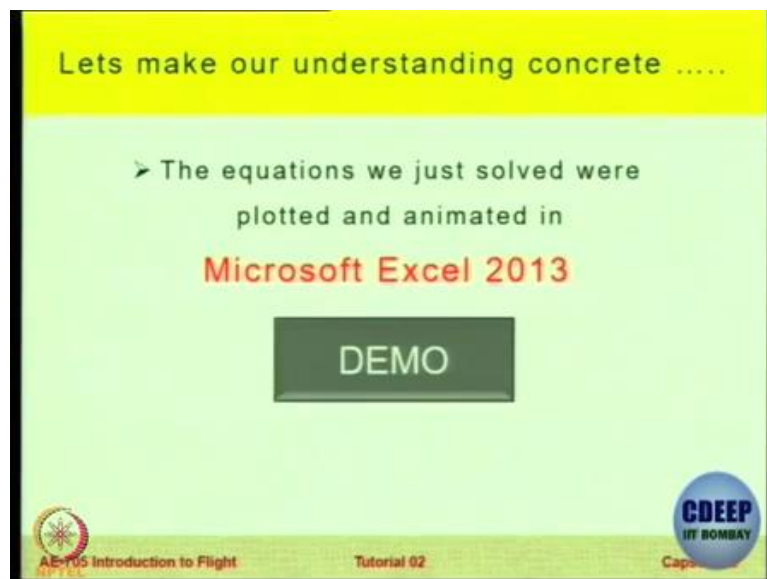 Lets make our understanding concrete .....
➢ The equations we just solved were
plotted and animated in
Microsoft Excel 2013
DEMO
CDEEP
IIT BOMBAY
NPTEL
AE-705 Introduction to Flight
Tutorial 02